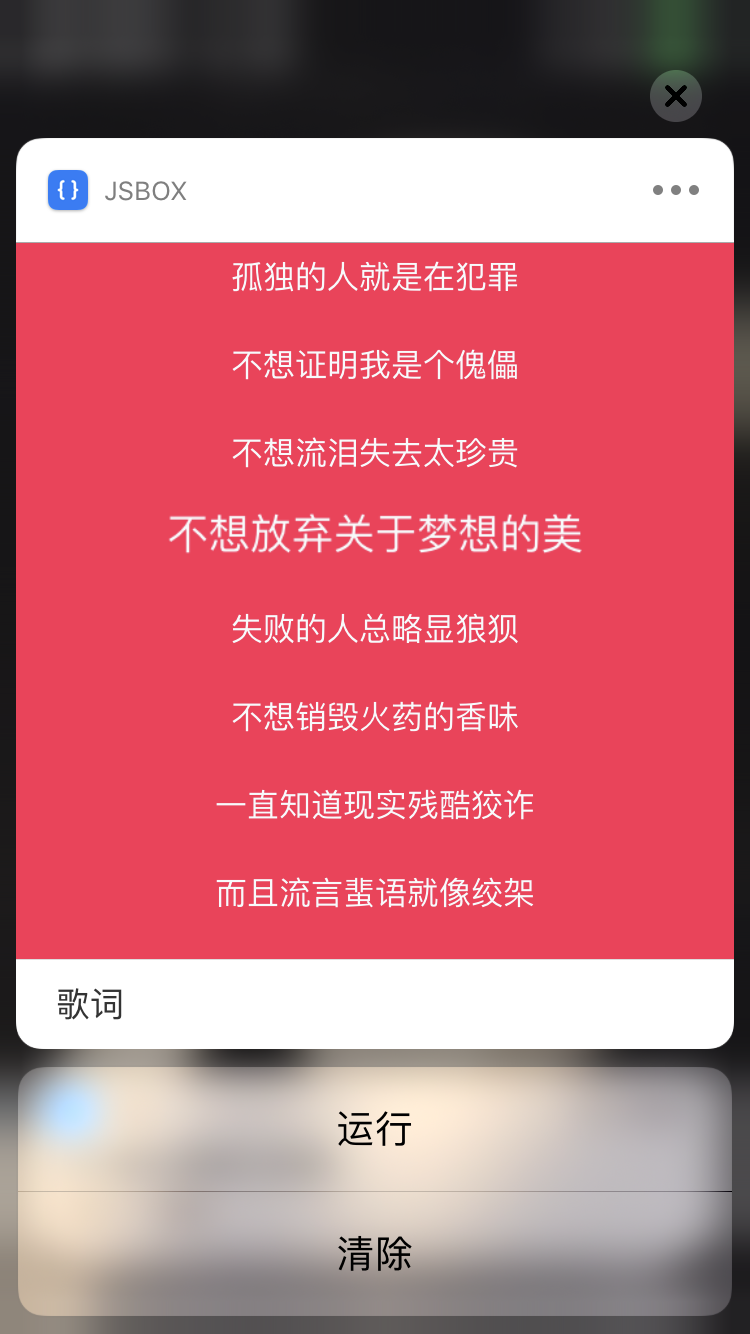 JSBOX
孤独的人就是在犯罪
不想证明我是个傀儡
不想流泪失去太珍贵
不想放弃关于梦想的美
失败的人总略显狼狈
不想销毁火药的香味
一直知道现实残酷狡诈
而且流言蜚语就像绞架
歌词
运行
清除